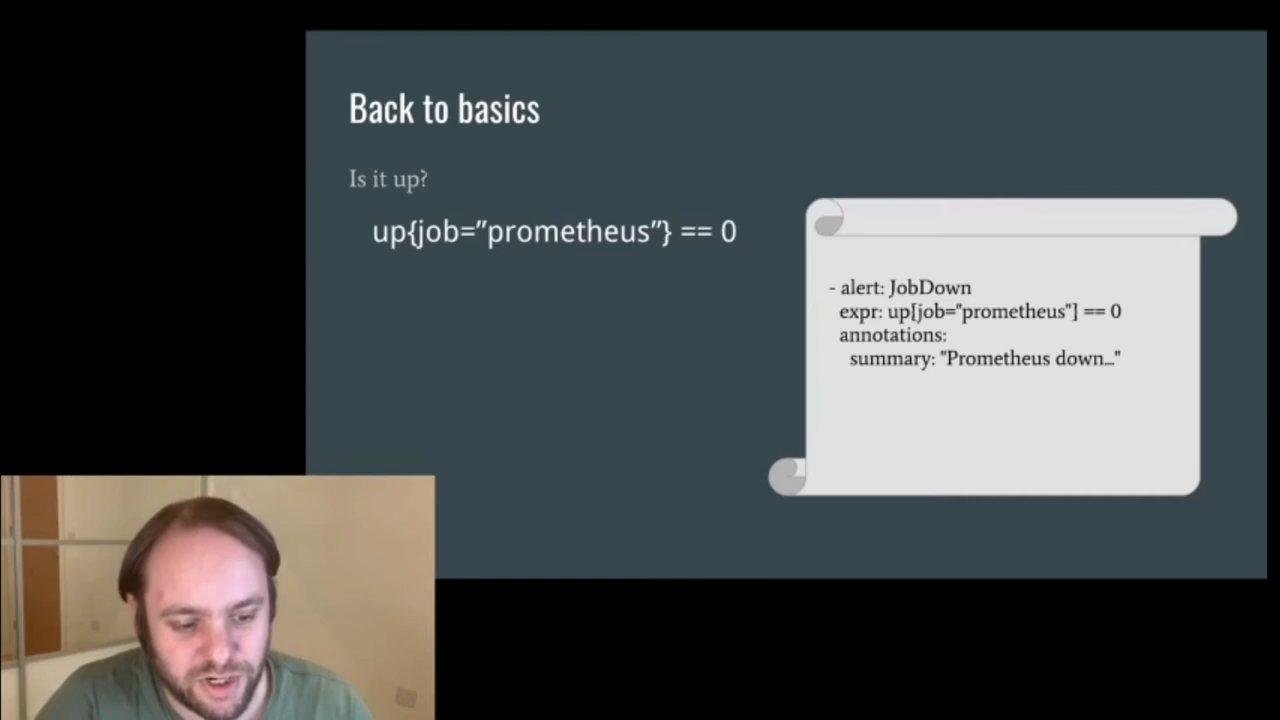 Back to basics
Is it up?
up{job=”prometheus”} == 0
- alert: JobDown
expr: up{job="prometheus"} == 0
annotations:
summary: "Prometheus down..."